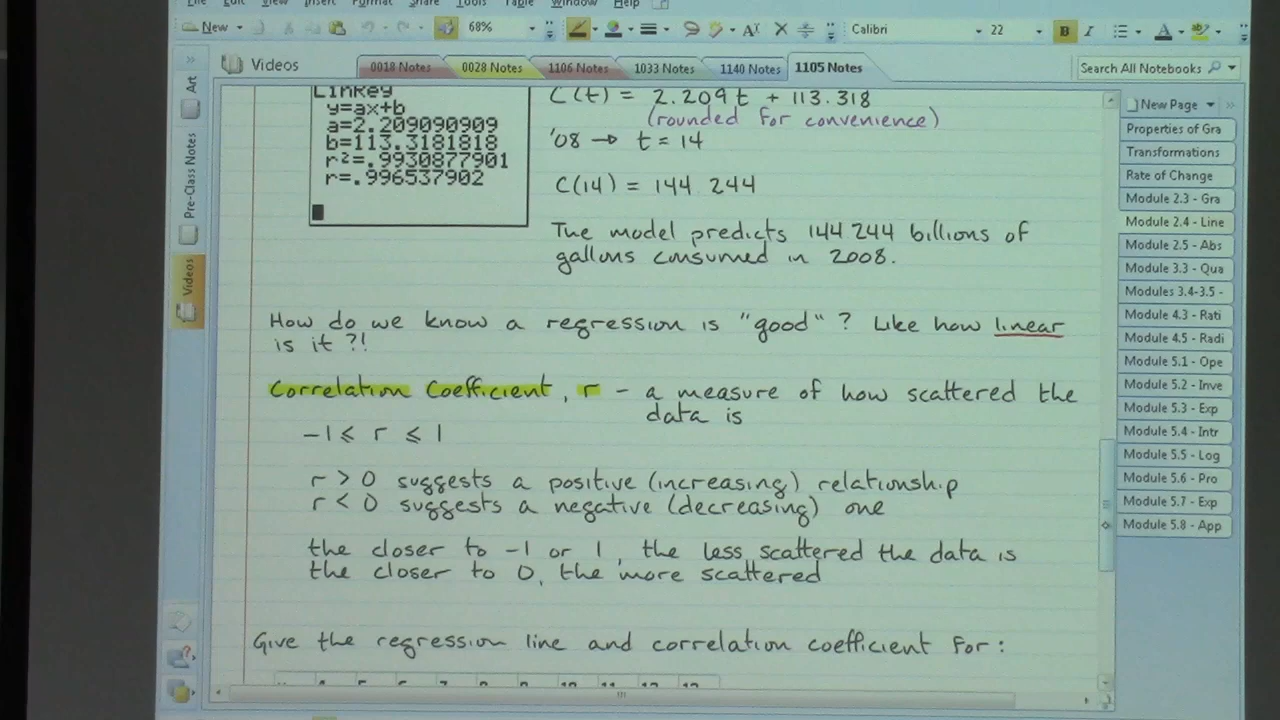 File Edit View Insert Format Share Tools Table Window Help
New 68% Calibri 22 B I A
Videos 0018 Notes 0028 Notes 1106 Notes 1033 Notes 1140 Notes 1105 Notes Search All Notebooks
Art
Pre-Class Notes
Videos
LinReg
y=ax+b
a=2.209090909
b=113.3181818
r²=.9930877901
r=.996537902
C(t) = 2.209t + 113.318
(rounded for convenience)
'08 → t = 14
C(14) = 144.244
The model predicts 144.244 billions of
gallons consumed in 2008.
How do we know a regression is "good"? Like how linear
is it?!
Correlation Coefficient, r - a measure of how scattered the
data is
-1 ≤ r ≤ 1
r > 0 suggests a positive (increasing) relationship
r < 0 suggests a negative (decreasing) one
the closer to -1 or 1, the less scattered the data is
the closer to 0, the more scattered
Give the regression line and correlation coefficient for:
New Page
Properties of Gra
Transformations
Rate of Change
Module 2.3 - Gra
Module 2.4 - Line
Module 2.5 - Abs
Module 3.3 - Qua
Modules 3.4-3.5 -
Module 4.3 - Rati
Module 4.5 - Radi
Module 5.1 - Ope
Module 5.2 - Inve
Module 5.3 - Exp
Module 5.4 - Intr
Module 5.5 - Log
Module 5.6 - Pro
Module 5.7 - Exp
Module 5.8 - App